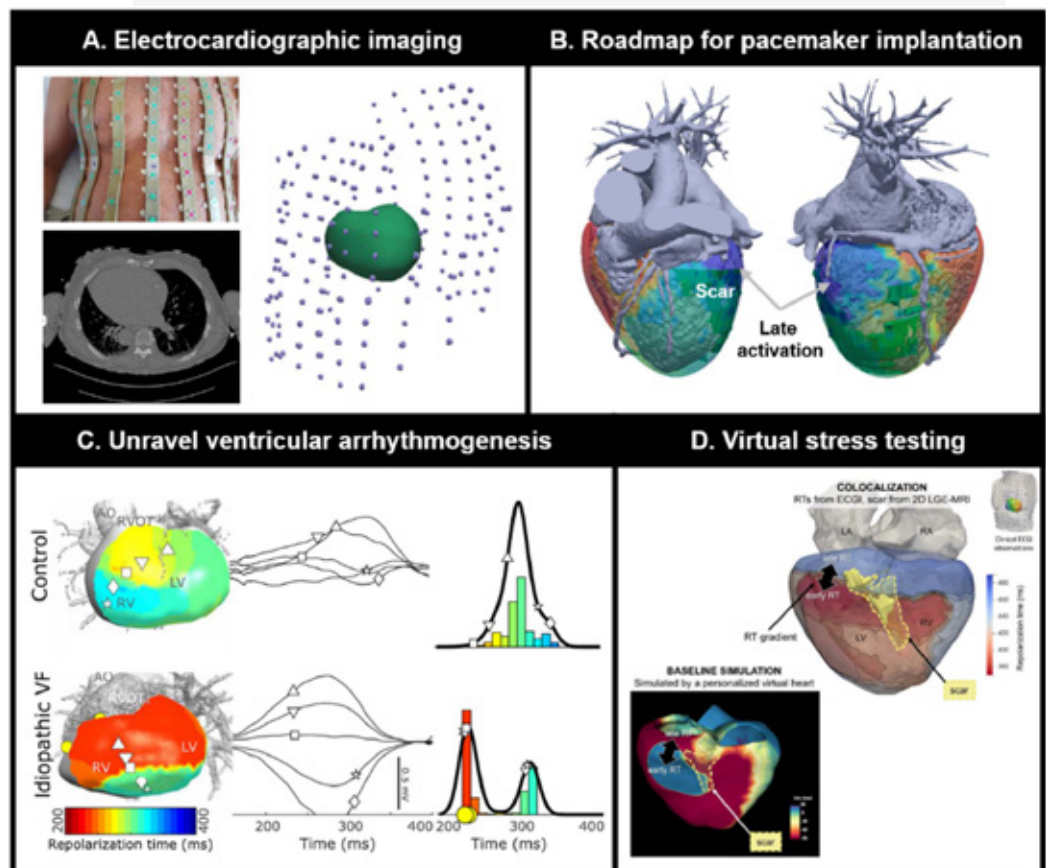 A. Electrocardiographic imaging
B. Roadmap for pacemaker implantation
Scar
Late
activation
C. Unravel ventricular arrhythmogenesis
Control
AO
RVOT
LV
RV
Idiopathic VF
AO
RVOT
LV
RV
200
400
Repolarization time (ms)
0.5 mV
200
300
400
Time (ms)
200
300
400
Time (ms)
D. Virtual stress testing
COLOCALIZATION
RTs from ECGI, scar from 2D LGE-MRI
Clinical ECGI
observations
LA
RA
late RT
early RT
RT gradient
LV
RV
scar
Repolarization time (ms)
BASELINE SIMULATION
Simulated by a personalized virtual heart
early RT
scar